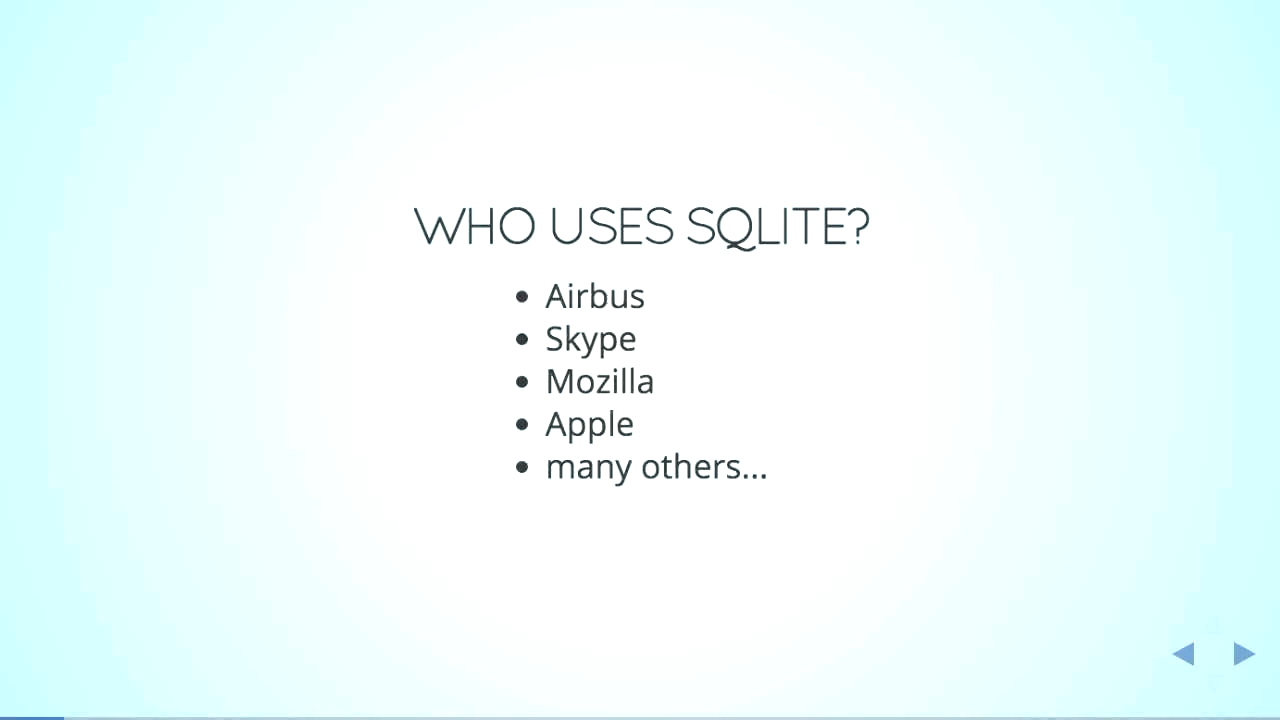 WHO USES SQLITE?
Airbus
Skype
Mozilla
Apple
many others...